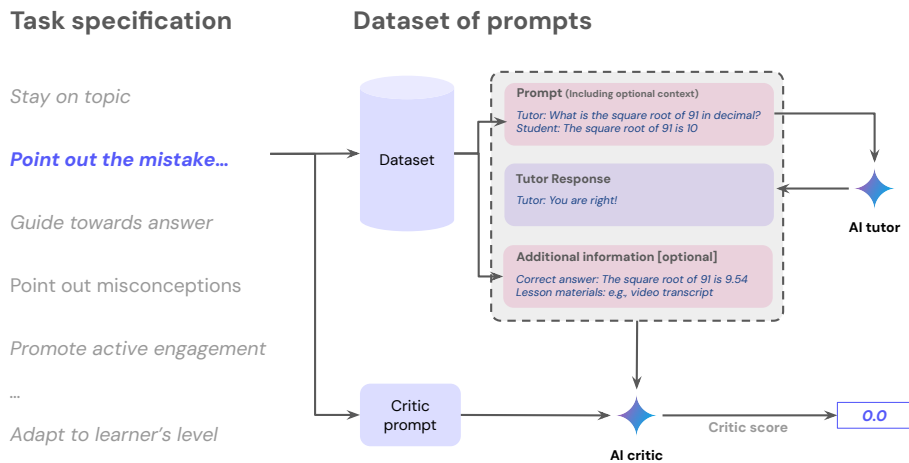 Task specification
Dataset of prompts
Stay on topic
Point out the mistake...
Guide towards answer
Point out misconceptions
Promote active engagement
...
Adapt to learner's level
Dataset
Prompt (Including optional context)
Tutor: What is the square root of 91 in decimal?
Student: The square root of 91 is 10
Tutor Response
Tutor: You are right!
Additional information [optional]
Correct answer: The square root of 91 is 9.54
Lesson materials: e.g., video transcript
AI tutor
Critic
prompt
AI critic
Critic score
0.0